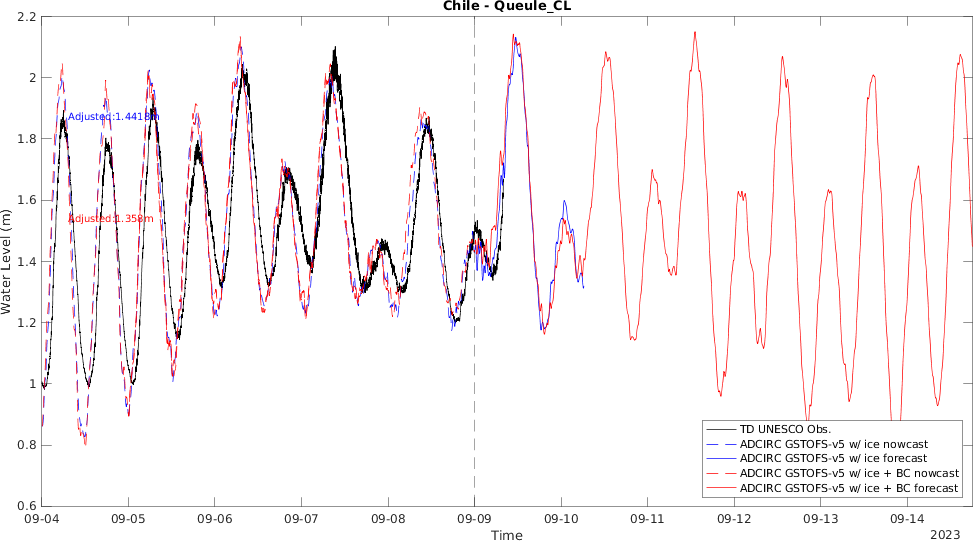 Chile - Queule_CL
2.2
2
1.8
1.6
1.4
1.2
1
0.8
0.6
Water Level (m)
Adjusted:1.4418m
Adjusted:1.358m
TD UNESCO Obs.
ADCIRC GSTOFS-v5 w/ ice nowcast
ADCIRC GSTOFS-v5 w/ ice forecast
ADCIRC GSTOFS-v5 w/ ice + BC nowcast
ADCIRC GSTOFS-v5 w/ ice + BC forecast
09-04 09-05 09-06 09-07 09-08 09-09 09-10 09-11 09-12 09-13 09-14
Time
2023